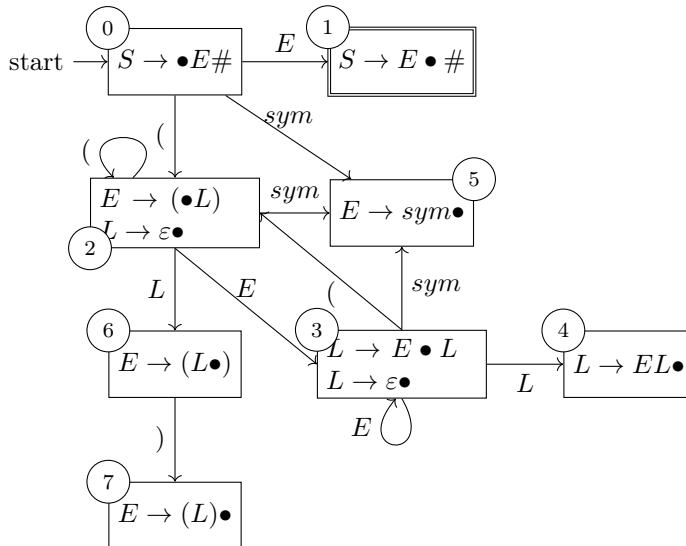 0
1
start
S → ●E#
E
S → E ● #
(
sym
(
5
E → (●L)
L → ε●
2
sym
E → sym●
L
E
(
sym
6
3
4
E → (L●)
L → E ● L
L → ε●
L
L → EL●
E
)
7
E → (L)●